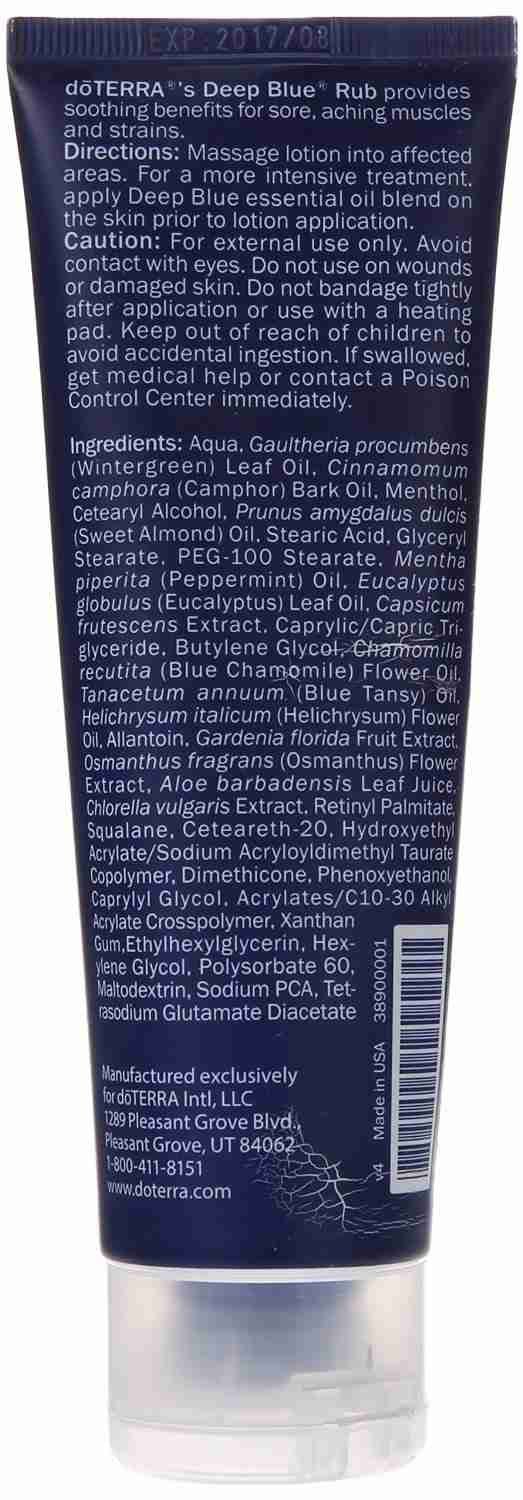 EXP 2017/08
dōTERRA®'s Deep Blue® Rub provides
soothing benefits for sore, aching muscles
and strains.
Directions: Massage lotion into affected
areas. For a more intensive treatment,
apply Deep Blue essential oil blend on
the skin prior to lotion application.
Caution: For external use only. Avoid
contact with eyes. Do not use on wounds
or damaged skin. Do not bandage tightly
after application or use with a heating
pad. Keep out of reach of children to
avoid accidental ingestion. If swallowed,
get medical help or contact a Poison
Control Center immediately.
Ingredients: Aqua, Gaultheria procumbens
(Wintergreen) Leaf Oil, Cinnamomum
camphora (Camphor) Bark Oil, Menthol,
Cetearyl Alcohol, Prunus amygdalus dulcis
(Sweet Almond) Oil, Stearic Acid, Glyceryl
Stearate, PEG-100 Stearate, Mentha
piperita (Peppermint) Oil, Eucalyptus
globulus (Eucalyptus) Leaf Oil, Capsicum
frutescens Extract, Caprylic/Capric Tri-
glyceride, Butylene Glycol, Chamomilla
recutita (Blue Chamomile) Flower Oil,
Tanacetum annuum (Blue Tansy) Oil,
Helichrysum italicum (Helichrysum) Flower
Oil, Allantoin, Gardenia florida Fruit Extract,
Osmanthus fragrans (Osmanthus) Flower
Extract, Aloe barbadensis Leaf Juice,
Chlorella vulgaris Extract, Retinyl Palmitate,
Squalane, Ceteareth-20, Hydroxyethyl
Acrylate/Sodium Acryloyldimethyl Taurate
Copolymer, Dimethicone, Phenoxyethanol,
Caprylyl Glycol, Acrylates/C10-30 Alkyl
Acrylate Crosspolymer, Xanthan
Gum,Ethylhexylglycerin, Hex-
ylene Glycol, Polysorbate 60,
Maltodextrin, Sodium PCA, Tet-
rasodium Glutamate Diacetate
Manufactured exclusively
for dōTERRA Intl, LLC
1289 Pleasant Grove Blvd.,
Pleasant Grove, UT 84062
1-800-411-8151
www.doterra.com
v4 Made in USA 38900001